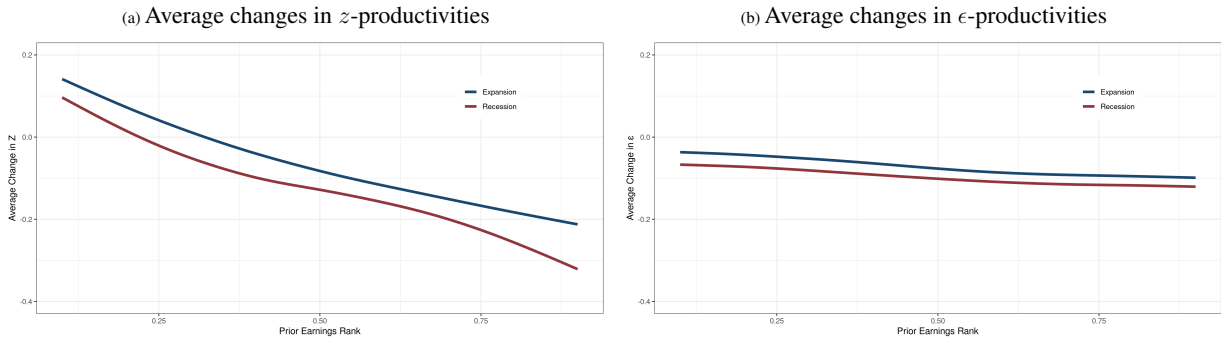 (a) Average changes in z-productivities
0.2
0.0
-0.2
-0.4
Average Change in Z
Expansion
Recession
0.25
0.50
0.75
Prior Earnings Rank
(b) Average changes in ϵ-productivities
0.2
0.0
-0.2
-0.4
Average Change in ε
Expansion
Recession
0.25
0.50
0.75
Prior Earnings Rank